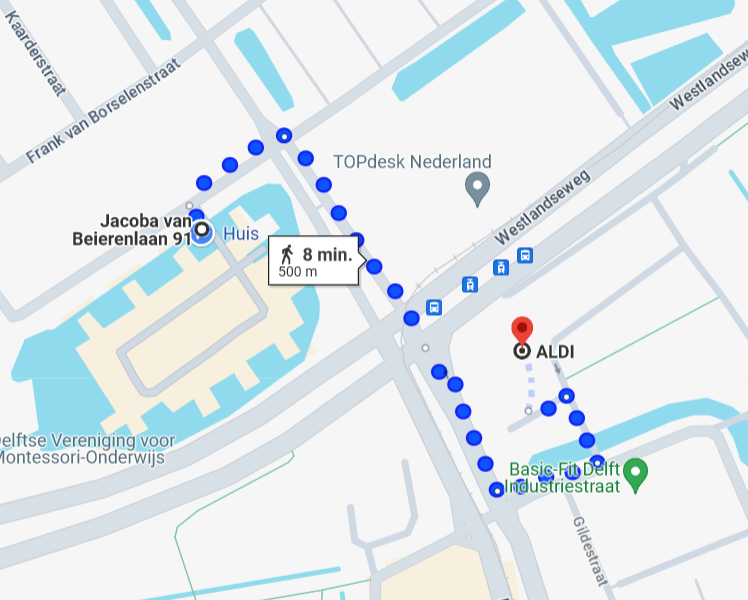 Kaarderstraat
Frank van Borselenstraat
Westlandsew
TOPdesk Nederland
Westlandseweg
Jacoba van
Beierenlaan 91
Huis
8 min.
500 m
ALDI
Delftse Vereniging voor
Montessori-Onderwijs
Basic-Fit Delft
Industriestraat
Gildestraat